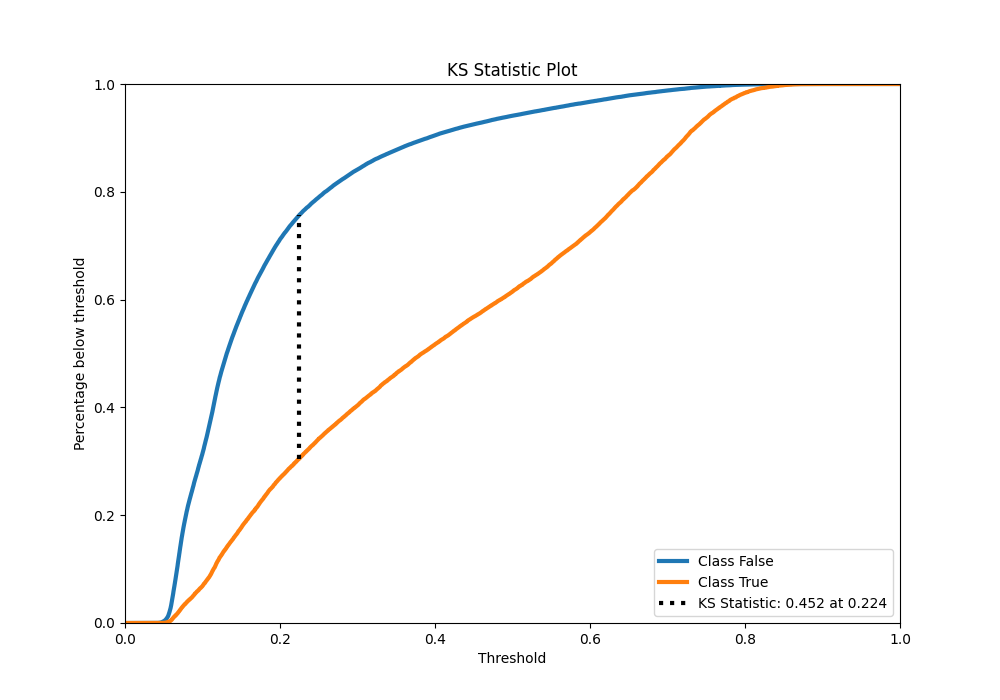 KS Statistic Plot
1.0
0.8
0.6
0.4
0.2
0.0
Percentage below threshold
0.0 0.2 0.4 0.6 0.8 1.0
Threshold
Class False
Class True
KS Statistic: 0.452 at 0.224